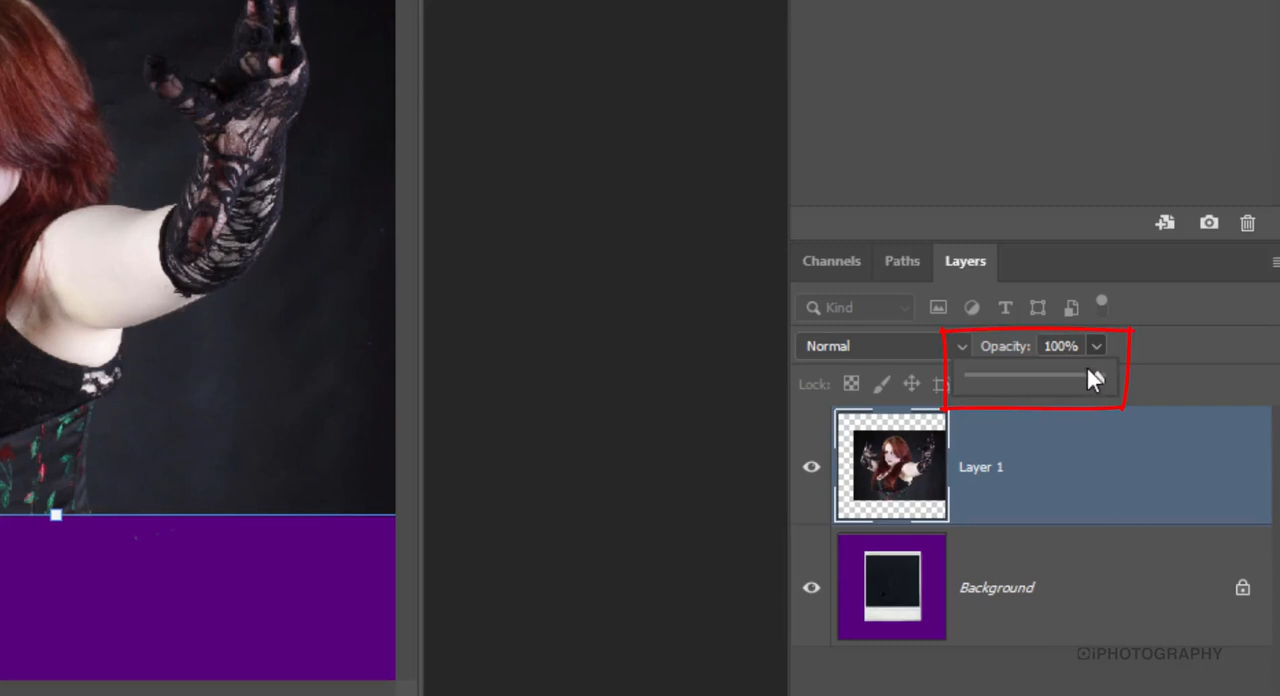 Channels Paths Layers
Kind
Normal Opacity: 100%
Lock:
Layer 1
Background
iPHOTOGRAPHY